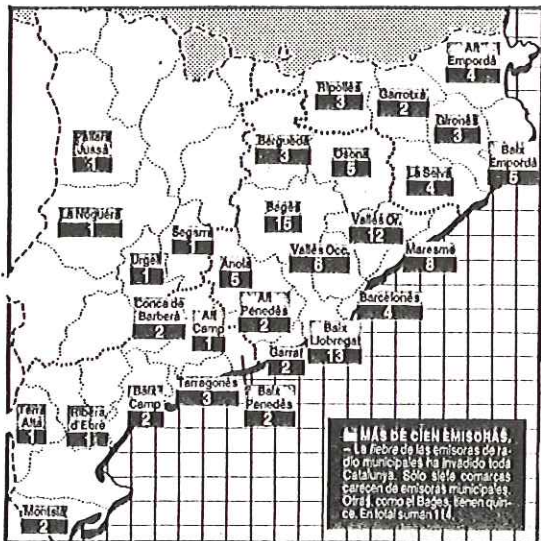 Alt
Empordà
4
Ripollès
3
Garrotxa
2
Gironès
3
Pallars
Jussà
1
Berguedà
3
Osona
5
Baix
Empordà
La Selva
4
La Noguera
1
Bages
15
Vallès Or.
12
Segarra
1
Vallès Occ.
Maresme
8
Urgell
1
Anoia
5
Conca de
Barberà
2
Alt
Camp
1
Alt
Penedès
2
Barcelonès
4
Baix
Llobregat
13
Garraf
2
Tarragonès
3
Baix
Camp
2
Baix
Penedès
2
Terra
Alta
1
Ribera
d'Ebre
1
Montsià
2
MÁS DE CIEN EMISORAS.
– La fiebre de las emisoras de ra-
dio municipales ha invadido toda
Catalunya. Sólo siete comarcas
carecen de emisoras municipales.
Otras, como el Bages, tienen quin-
ce. En total suman 114.